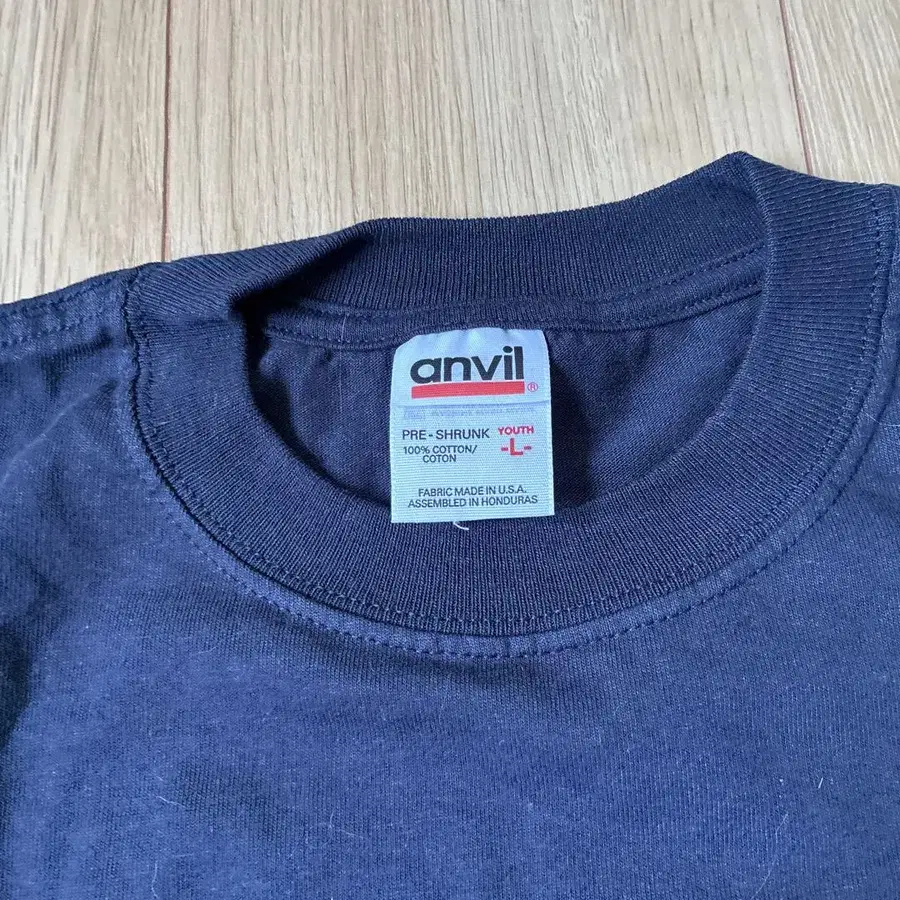 anvil
®
PRE-SHRUNK YOUTH
100% COTTON/ -L-
COTON
FABRIC MADE IN U.S.A.
ASSEMBLED IN HONDURAS